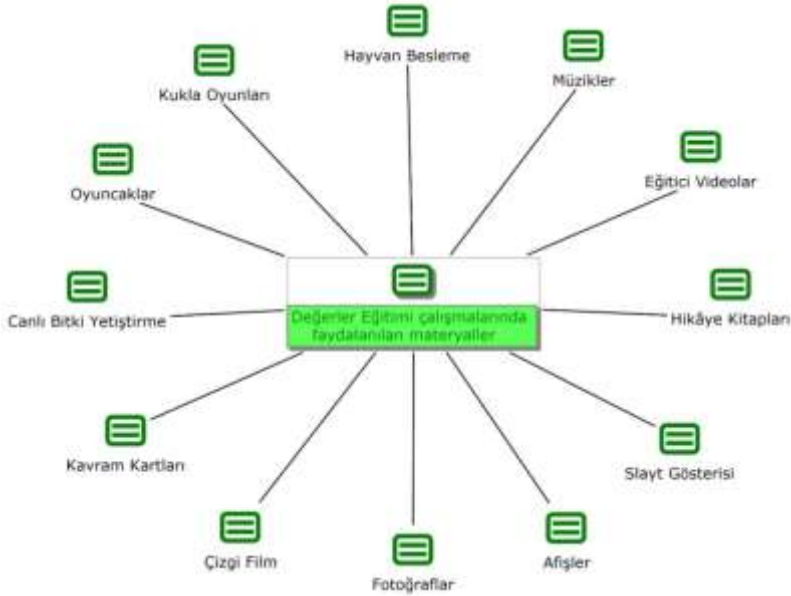 Hayvan Besleme
Müzikler
Kukla Oyunları
Eğitici Videolar
Oyuncaklar
Değerler Eğitimi çalışmalarında
faydalanılan materyaller
Canlı Bitki Yetiştirme
Hikâye Kitapları
Kavram Kartları
Slayt Gösterisi
Çizgi Film
Afişler
Fotoğraflar